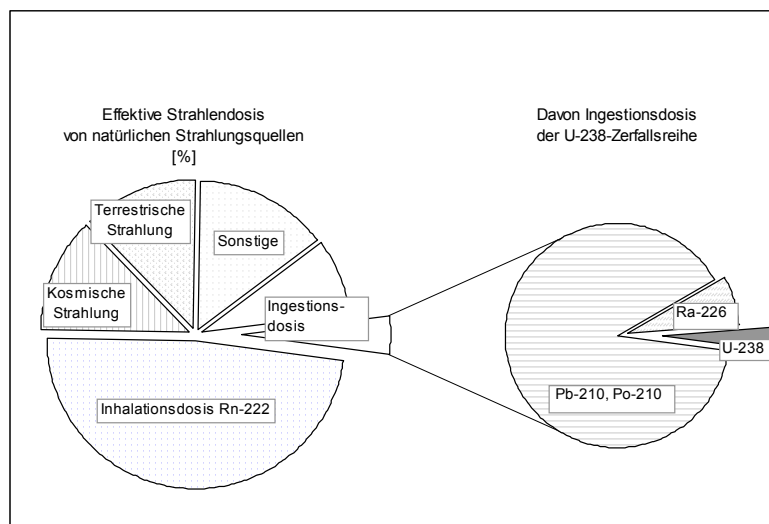 Effektive Strahlendosis
von natürlichen Strahlungsquellen
[%]
Davon Ingestionsdosis
der U-238-Zerfallsreihe
Terrestrische
Strahlung
Sonstige
Kosmische
Strahlung
Ingestions-
dosis
Inhalationsdosis Rn-222
Ra-226
U-238
Pb-210, Po-210